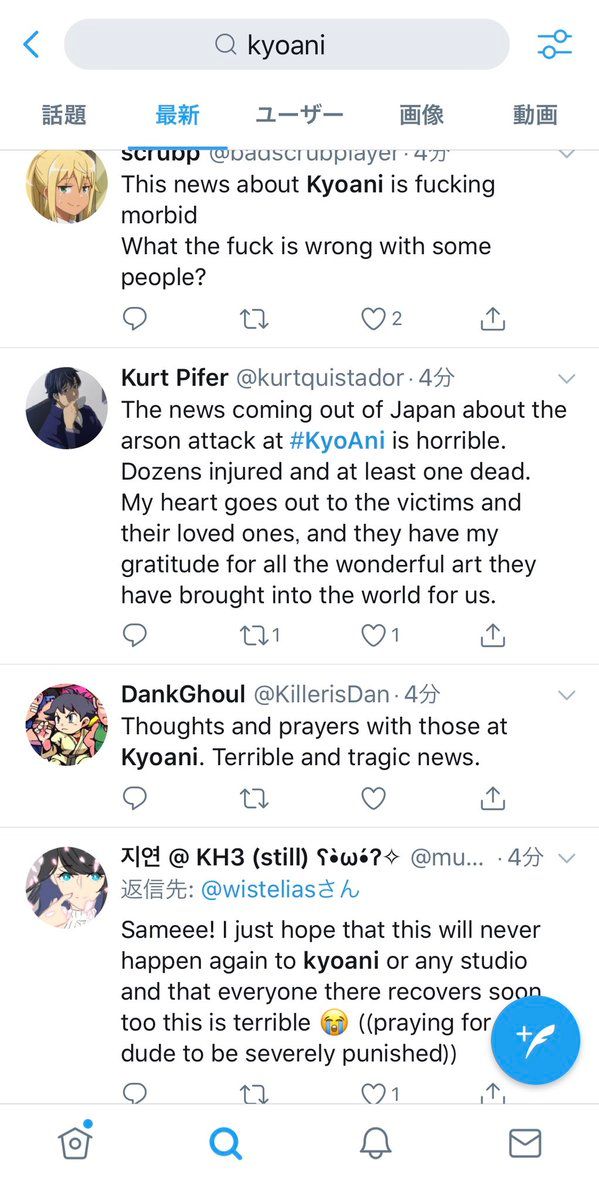 kyoani
話題 最新 ユーザー 画像 動画
scrubp @badscrubplayer · 4分
This news about Kyoani is fucking
morbid
What the fuck is wrong with some
people?
2
Kurt Pifer @kurtquistador · 4分
The news coming out of Japan about the
arson attack at #KyoAni is horrible.
Dozens injured and at least one dead.
My heart goes out to the victims and
their loved ones, and they have my
gratitude for all the wonderful art they
have brought into the world for us.
1 1
DankGhoul @KillerisDan · 4分
Thoughts and prayers with those at
Kyoani. Terrible and tragic news.
지연 @ KH3 (still) ʕ•̀ω•́ʔ✧ @mu... · 4分
返信先: @wisteliasさん
Sameee! I just hope that this will never
happen again to kyoani or any studio
and that everyone there recovers soon
too this is terrible 😭 ((praying for
dude to be severely punished))
1